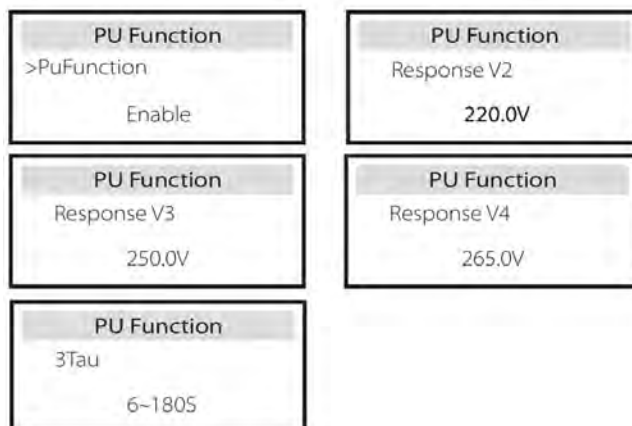 PU Function
>PuFunction
Enable
PU Function
Response V2
220.0V
PU Function
Response V3
250.0V
PU Function
Response V4
265.0V
PU Function
3Tau
6~180S